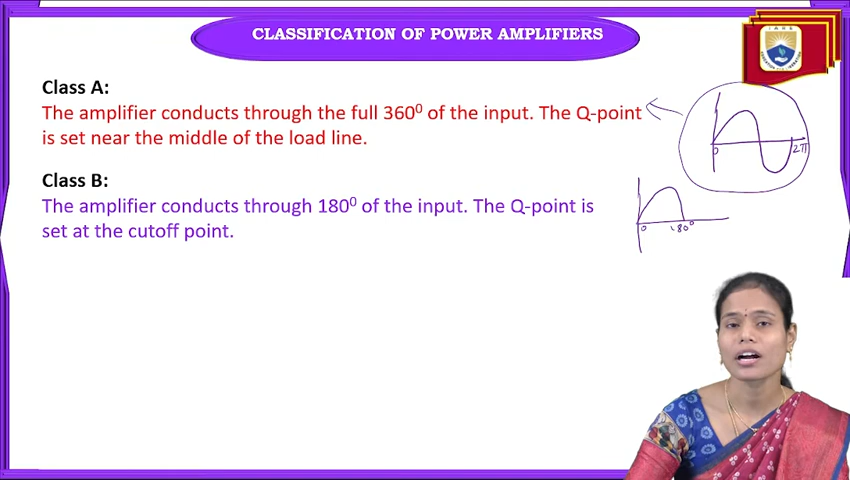 CLASSIFICATION OF POWER AMPLIFIERS
Class A:
The amplifier conducts through the full 360⁰ of the input. The Q-point
is set near the middle of the load line.
0 2π
Class B:
The amplifier conducts through 180⁰ of the input. The Q-point is
set at the cutoff point.
0 180⁰